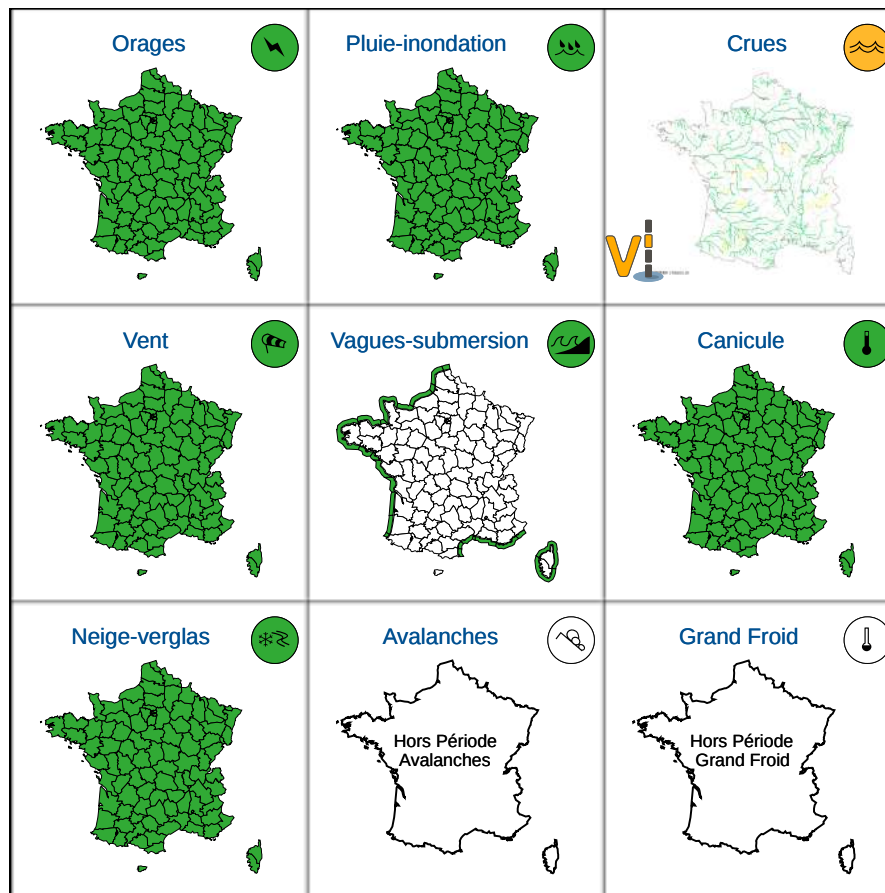 Orages
Pluie-inondation
Crues
Vi
Vent
Vagues-submersion
Canicule
Neige-verglas
Avalanches
Grand Froid
Hors Période
Avalanches
Hors Période
Grand Froid